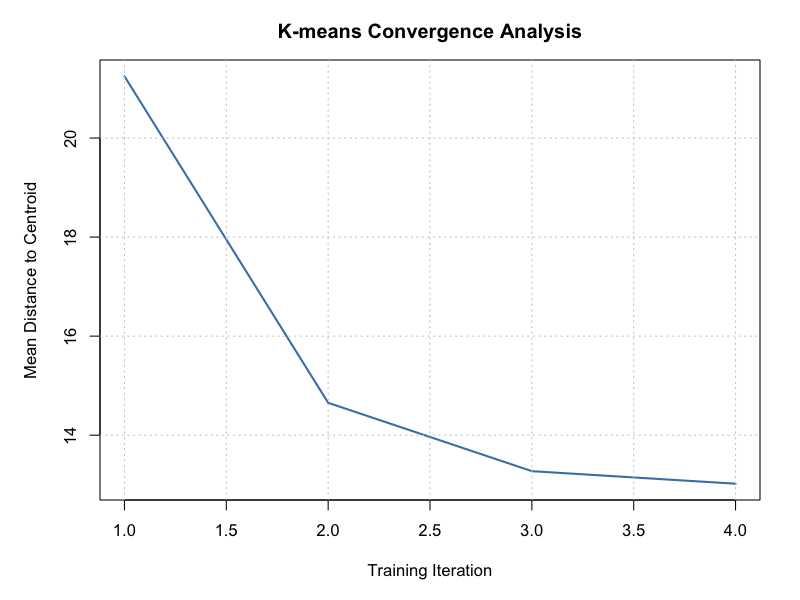 K-means Convergence Analysis
Mean Distance to Centroid
20
18
16
14
1.0 1.5 2.0 2.5 3.0 3.5 4.0
Training Iteration